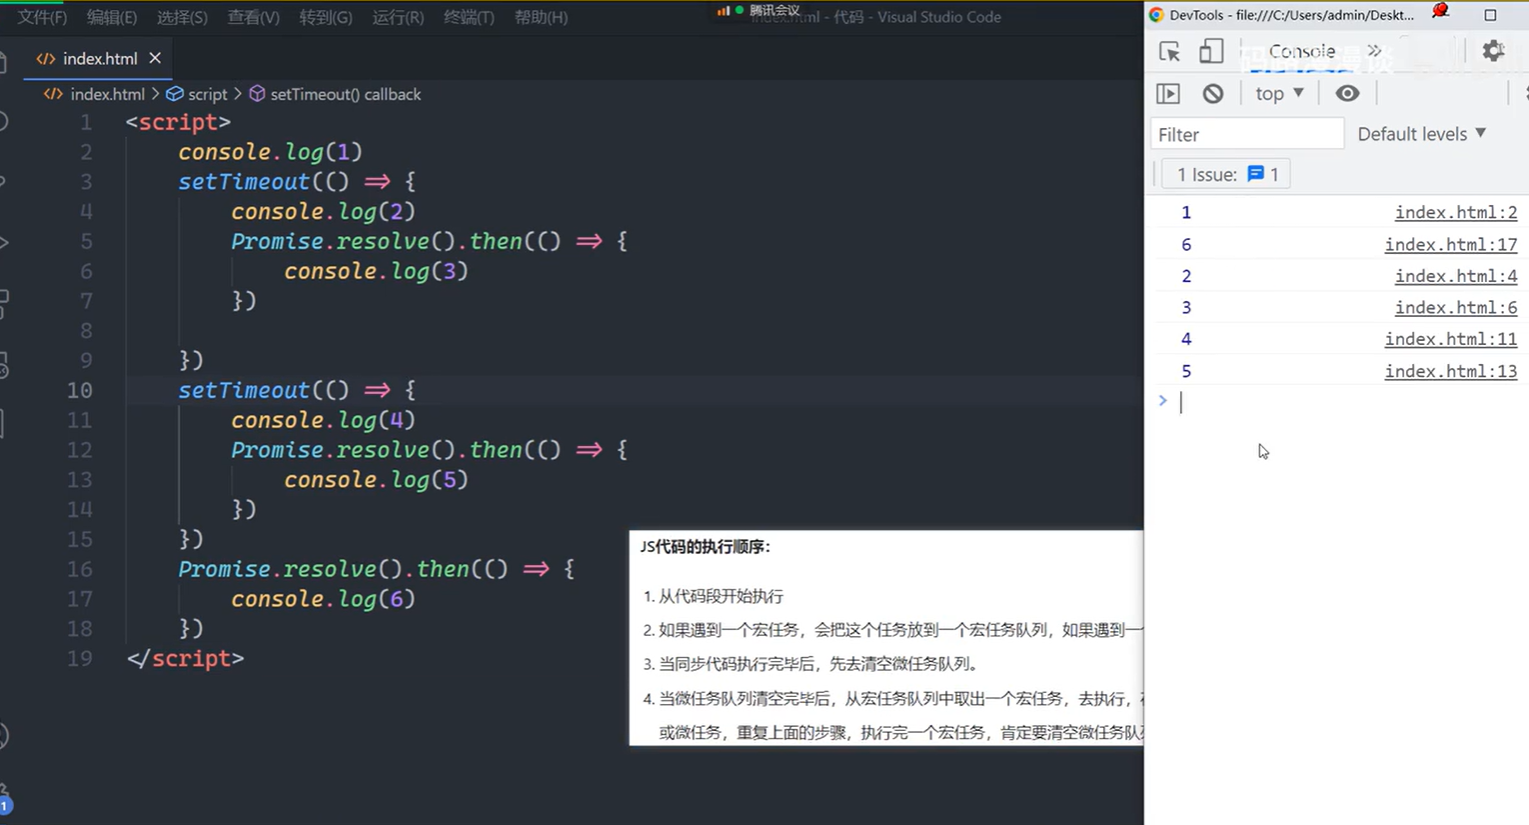 文件(F) 编辑(E) 选择(S) 查看(V) 转到(G) 运行(R) 终端(T) 帮助(H) 腾讯会议 - 代码 - Visual Studio Code
index.html
index.html > script > setTimeout() callback
1 <script>
2 console.log(1)
3 setTimeout(() => {
4 console.log(2)
5 Promise.resolve().then(() => {
6 console.log(3)
7 })
8
9 })
10 setTimeout(() => {
11 console.log(4)
12 Promise.resolve().then(() => {
13 console.log(5)
14 })
15 })
16 Promise.resolve().then(() => {
17 console.log(6)
18 })
19 </script>
JS代码的执行顺序：
1. 从代码段开始执行
2. 如果遇到一个宏任务，会把这个任务放到一个宏任务队列，如果遇到一
3. 当同步代码执行完毕后，先去清空微任务队列。
4. 当微任务队列清空完毕后，从宏任务队列中取出一个宏任务，去执行，
或微任务，重复上面的步骤，执行完一个宏任务，肯定要清空微任务队
DevTools - file:///C:/Users/admin/Deskt...
Console
top
Filter Default levels
1 Issue: 1
1 index.html:2
6 index.html:17
2 index.html:4
3 index.html:6
4 index.html:11
5 index.html:13
>
1